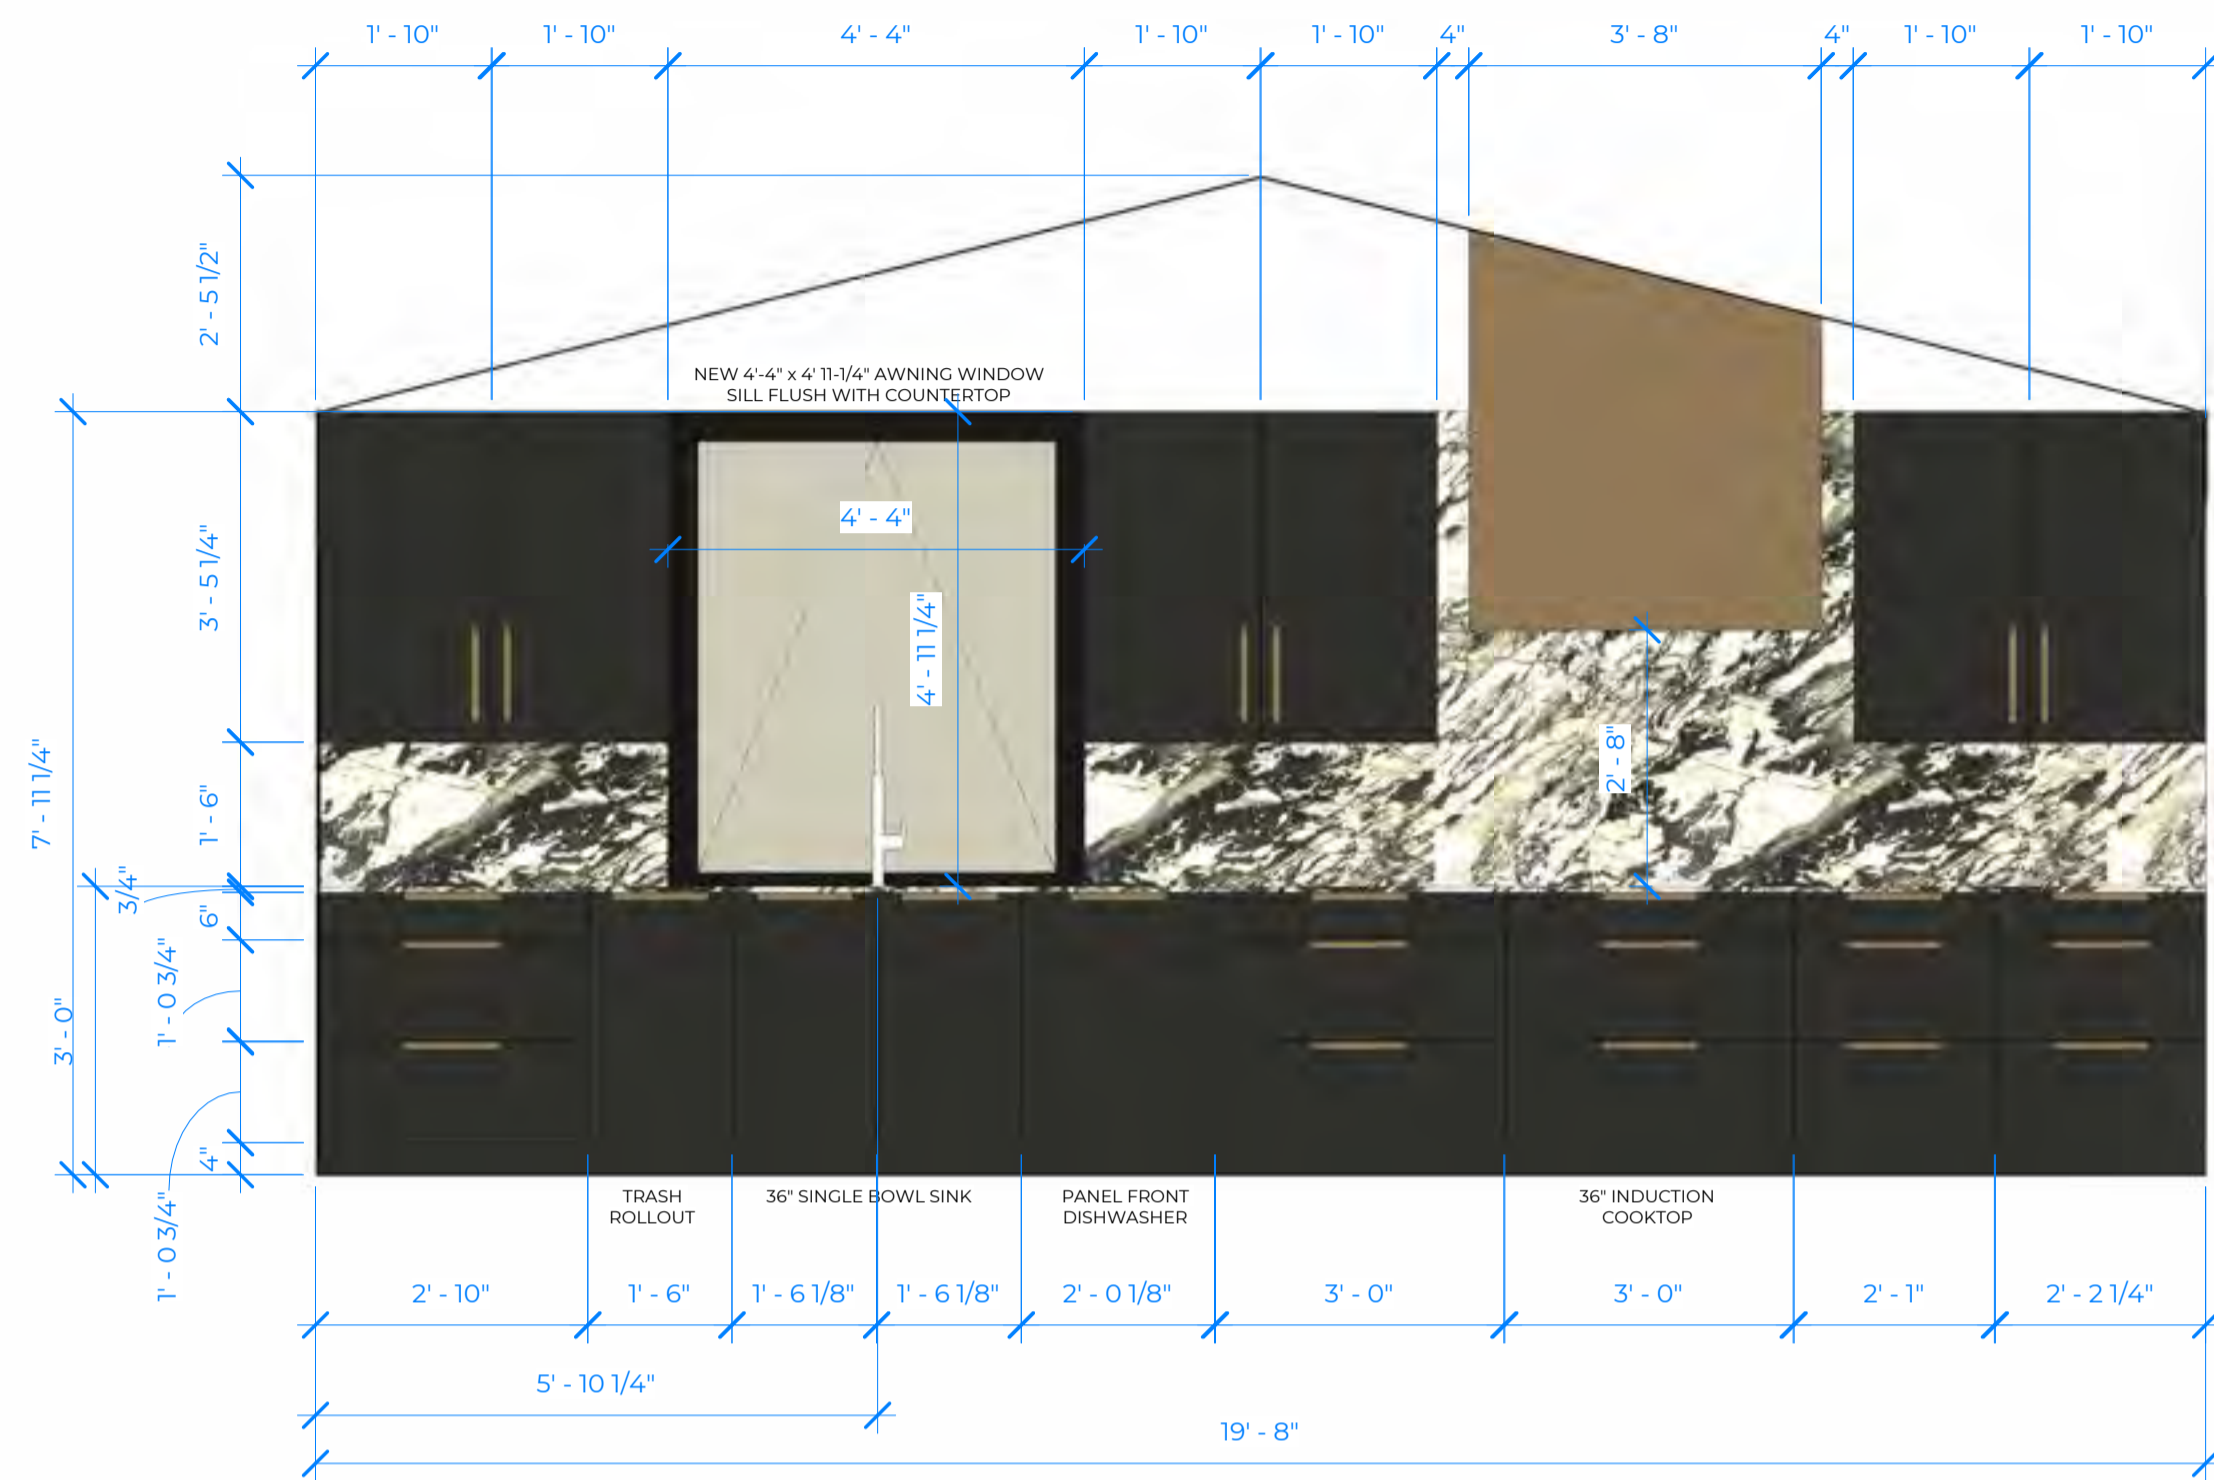 1' - 10"
1' - 10"
4' - 4"
1' - 10"
1' - 10"
4"
3' - 8"
4"
1' - 10"
1' - 10"
2' - 5 1/2"
NEW 4'-4" x 4' 11-1/4" AWNING WINDOW
SILL FLUSH WITH COUNTERTOP
4' - 4"
3' - 5 1/4"
4' - 11 1/4"
7' - 11 1/4"
1' - 6"
2' - 8"
3/4"
6"
1' - 0 3/4"
3' - 0"
4"
1' - 0 3/4"
TRASH
ROLLOUT
36" SINGLE BOWL SINK
PANEL FRONT
DISHWASHER
36" INDUCTION
COOKTOP
2' - 10"
1' - 6"
1' - 6 1/8"
1' - 6 1/8"
2' - 0 1/8"
3' - 0"
3' - 0"
2' - 1"
2' - 2 1/4"
5' - 10 1/4"
19' - 8"